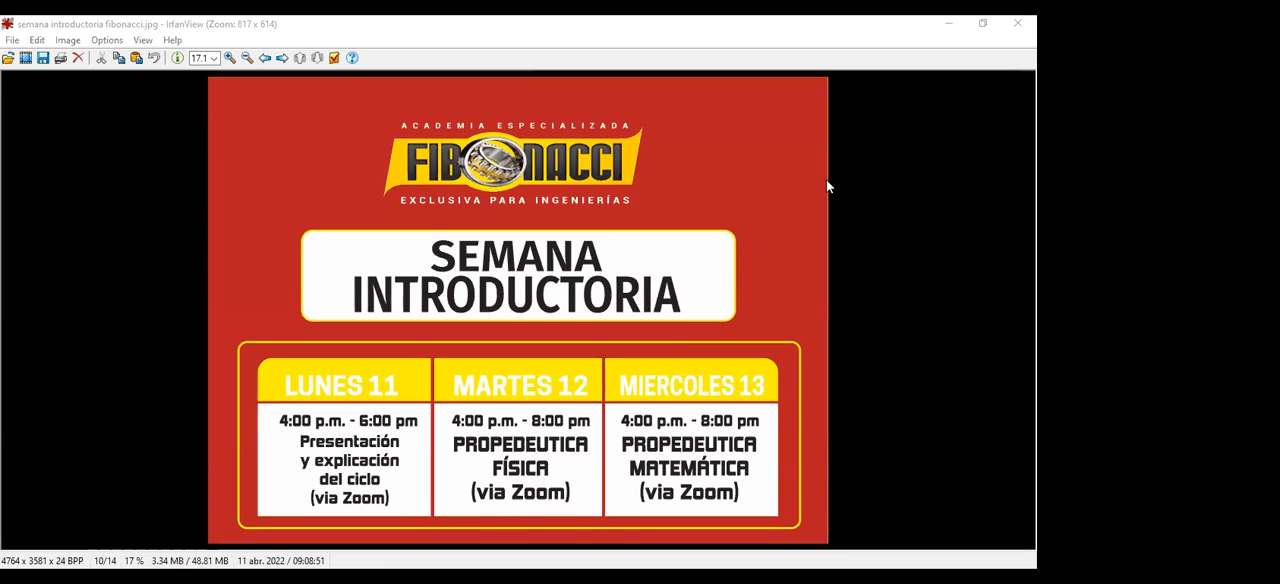 semana introductoria fibonacci.jpg - IrfanView (Zoom: 817 x 614)
File Edit Image Options View Help
17.1
ACADEMIA ESPECIALIZADA
FIBONACCI
EXCLUSIVA PARA INGENIERÍAS
SEMANA
INTRODUCTORIA
LUNES 11
4:00 p.m. - 6:00 pm
Presentación
y explicación
del ciclo
(via Zoom)
MARTES 12
4:00 p.m. - 8:00 pm
PROPEDEUTICA
FÍSICA
(via Zoom)
MIERCOLES 13
4:00 p.m. - 8:00 pm
PROPEDEUTICA
MATEMÁTICA
(via Zoom)
4764 x 3581 x 24 BPP 10/14 17 % 3.34 MB / 48.81 MB 11 abr. 2022 / 09:08:51